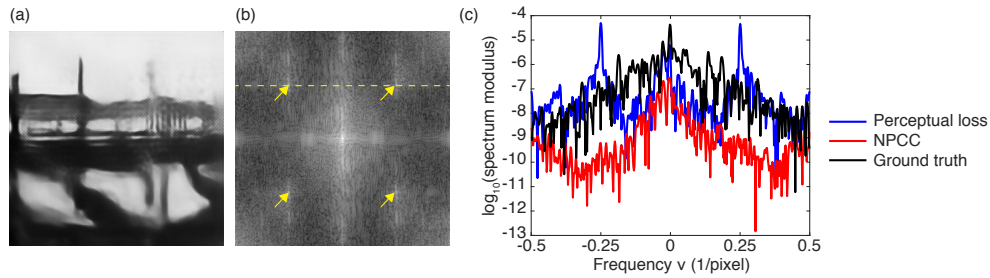 (a)
(b)
(c)
-4
-5
-6
-7
-8
-9
-10
-11
-12
-13
log10(spectrum modulus)
-0.5
-0.25
0
0.25
0.5
Frequency v (1/pixel)
Perceptual loss
NPCC
Ground truth